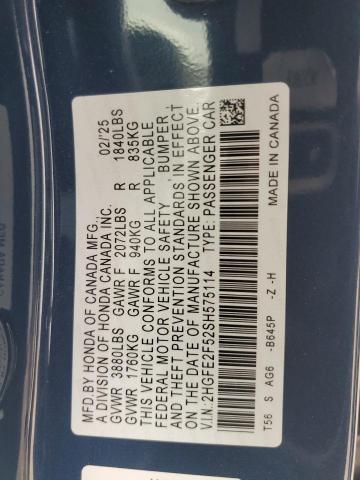 MFD.BY HONDA OF CANADA MFG., 02/'25
A DIVISION OF HONDA CANADA INC.
GVWR 3880LBS GAWR F 2072LBS R 1840LBS
GVWR 1760KG GAWR F 940KG R 835KG
THIS VEHICLE CONFORMS TO ALL APPLICABLE
FEDERAL MOTOR VEHICLE SAFETY, BUMPER,
AND THEFT PREVENTION STANDARDS IN EFFECT
ON THE DATE OF MANUFACTURE SHOWN ABOVE.
V.I.N.:2HGFE2F52SH575114 TYPE: PASSENGER CAR
T56 S AG6 -B645P -Z -H MADE IN CANADA